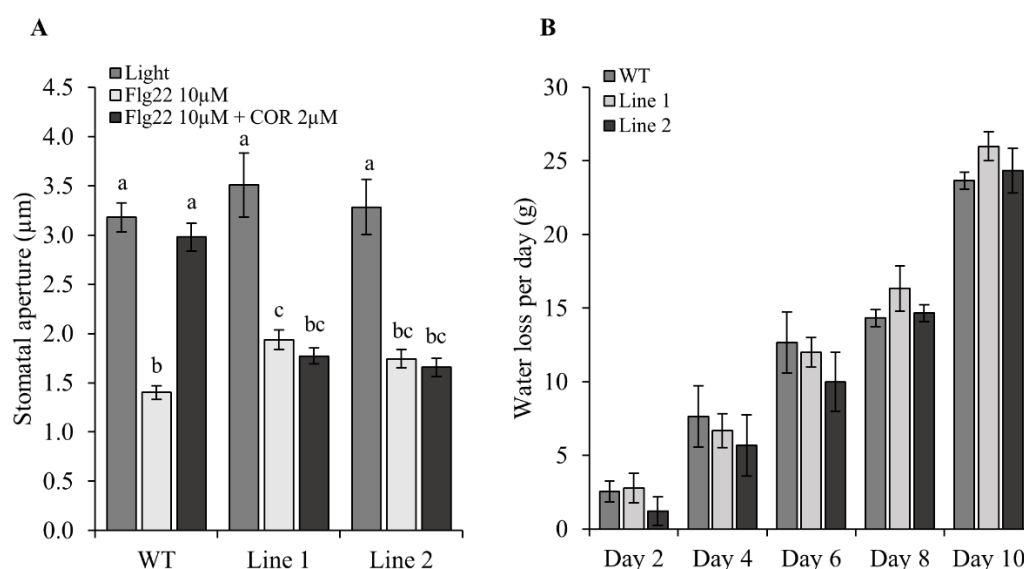 A
Light
Flg22 10µM
Flg22 10µM + COR 2µM
Stomatal aperture (µm)
4.5
4.0
3.5
3.0
2.5
2.0
1.5
1.0
0.5
0.0
a
b
a
a
c
bc
a
bc
bc
WT
Line 1
Line 2
B
WT
Line 1
Line 2
Water loss per day (g)
30
25
20
15
10
5
0
Day 2
Day 4
Day 6
Day 8
Day 10